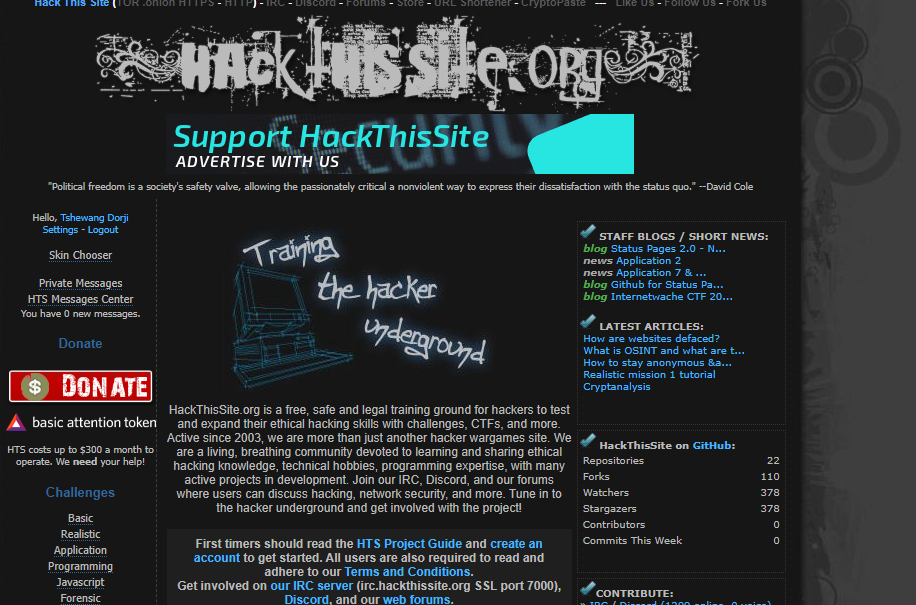 Hack This Site (TOR .onion HTTPS - HTTP) - IRC - Discord - Forums - Store - URL Shortener - CryptoPaste --- Like Us - Follow Us - Fork Us
HackThisSite.org
Support HackThisSite
ADVERTISE WITH US
"Political freedom is a society's safety valve, allowing the passionately critical a nonviolent way to express their dissatisfaction with the status quo." --David Cole
Hello, Tshewang Dorji
Settings - Logout
Skin Chooser
Private Messages
HTS Messages Center
You have 0 new messages.
Donate
$ DONATE
basic attention token
HTS costs up to $300 a month to
operate. We need your help!
Challenges
Basic
Realistic
Application
Programming
Javascript
Forensic
Training
the hacker
underground
HackThisSite.org is a free, safe and legal training ground for hackers to test
and expand their ethical hacking skills with challenges, CTFs, and more.
Active since 2003, we are more than just another hacker wargames site. We
are a living, breathing community devoted to learning and sharing ethical
hacking knowledge, technical hobbies, programming expertise, with many
active projects in development. Join our IRC, Discord, and our forums
where users can discuss hacking, network security, and more. Tune in to
the hacker underground and get involved with the project!
First timers should read the HTS Project Guide and create an
account to get started. All users are also required to read and
adhere to our Terms and Conditions.
Get involved on our IRC server (irc.hackthissite.org SSL port 7000),
Discord, and our web forums.
STAFF BLOGS / SHORT NEWS:
blog Status Pages 2.0 - N...
news Application 2
news Application 7 & ...
blog Github for Status Pa...
blog Internetwache CTF 20...
LATEST ARTICLES:
How are websites defaced?
What is OSINT and what are t...
How to stay anonymous &a...
Realistic mission 1 tutorial
Cryptanalysis
HackThisSite on GitHub:
Repositories 22
Forks 110
Watchers 378
Stargazers 378
Contributors 0
Commits This Week 0
CONTRIBUTE:
» IRC / Discord